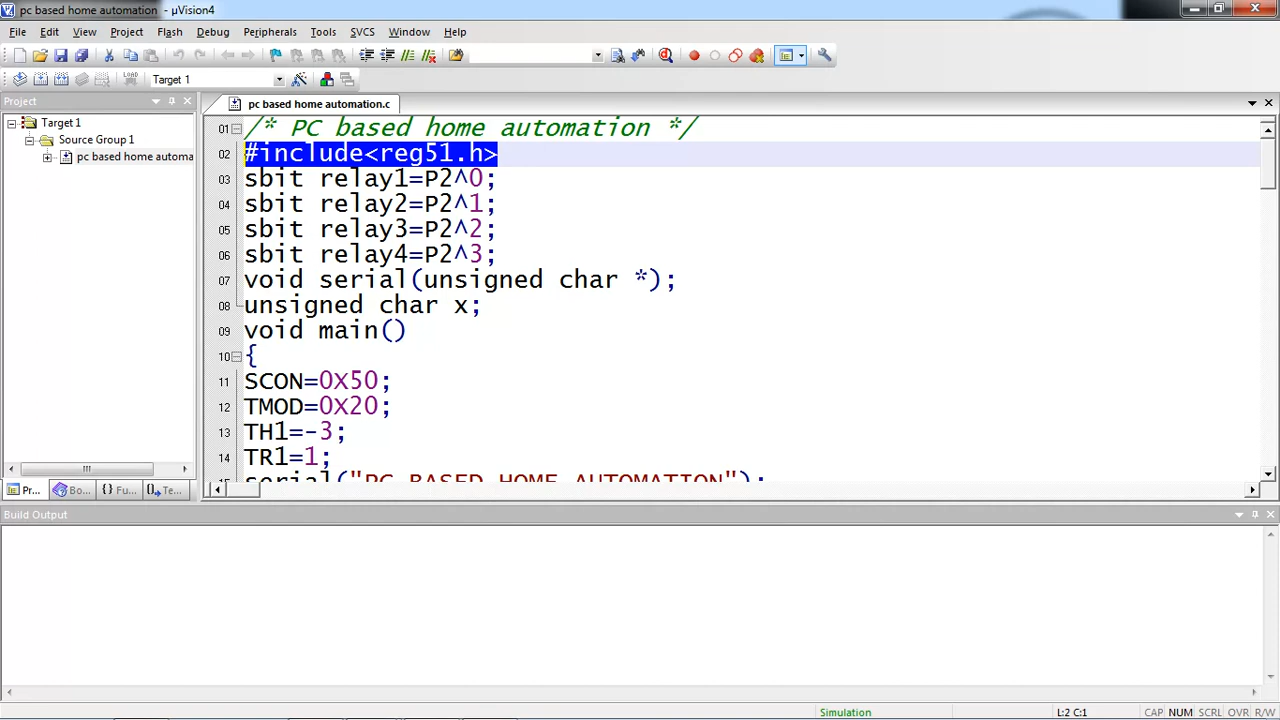 pc based home automation - µVision4
File Edit View Project Flash Debug Peripherals Tools SVCS Window Help
LOAD Target 1
Project
pc based home automation.c
Target 1
Source Group 1
pc based home automa
01 /* PC based home automation */
02 #include<reg51.h>
03 sbit relay1=P2^0;
04 sbit relay2=P2^1;
05 sbit relay3=P2^2;
06 sbit relay4=P2^3;
07 void serial(unsigned char *);
08 unsigned char x;
09 void main()
10 {
11 SCON=0X50;
12 TMOD=0X20;
13 TH1=-3;
14 TR1=1;
15 serial("PC BASED HOME AUTOMATION");
Pr... Bo... {} Fu... 0 Te...
Build Output
Simulation L:2 C:1 CAP NUM SCRL OVR R/W